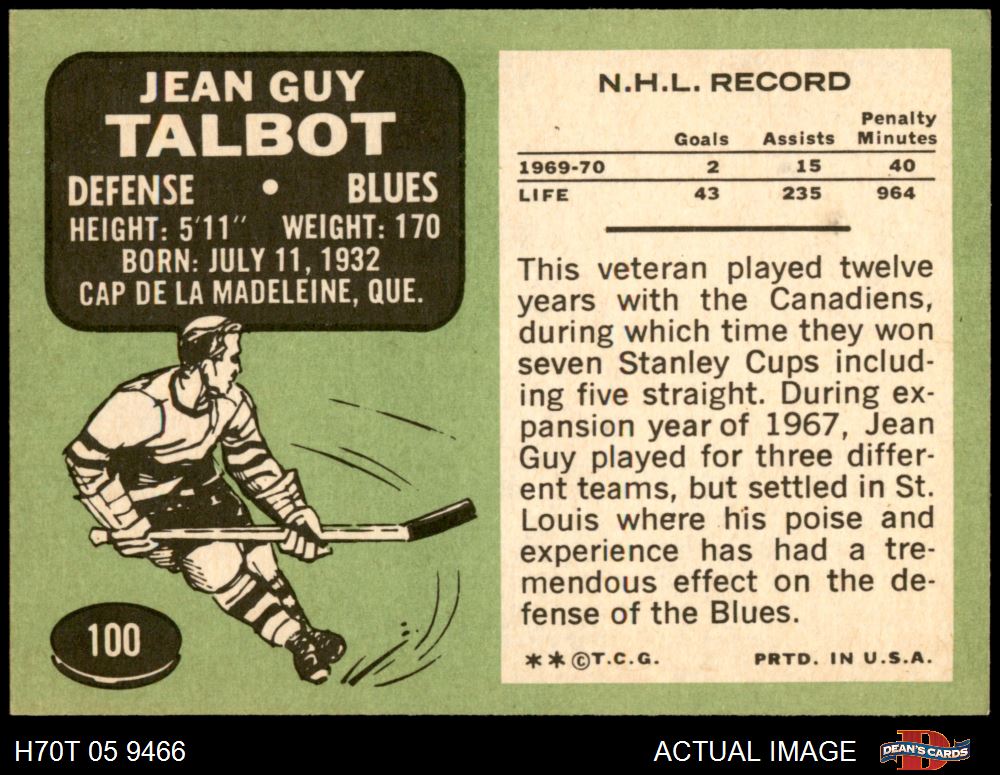 JEAN GUY
TALBOT
DEFENSE • BLUES
HEIGHT: 5'11" WEIGHT: 170
BORN: JULY 11, 1932
CAP DE LA MADELEINE, QUE.
100
N.H.L. RECORD
Goals Assists Penalty Minutes
1969-70 2 15 40
LIFE 43 235 964
This veteran played twelve
years with the Canadiens,
during which time they won
seven Stanley Cups includ-
ing five straight. During ex-
pansion year of 1967, Jean
Guy played for three differ-
ent teams, but settled in St.
Louis where his poise and
experience has had a tre-
mendous effect on the de-
fense of the Blues.
**©T.C.G. PRTD. IN U.S.A.
H70T 05 9466 ACTUAL IMAGE DEAN'S CARDS